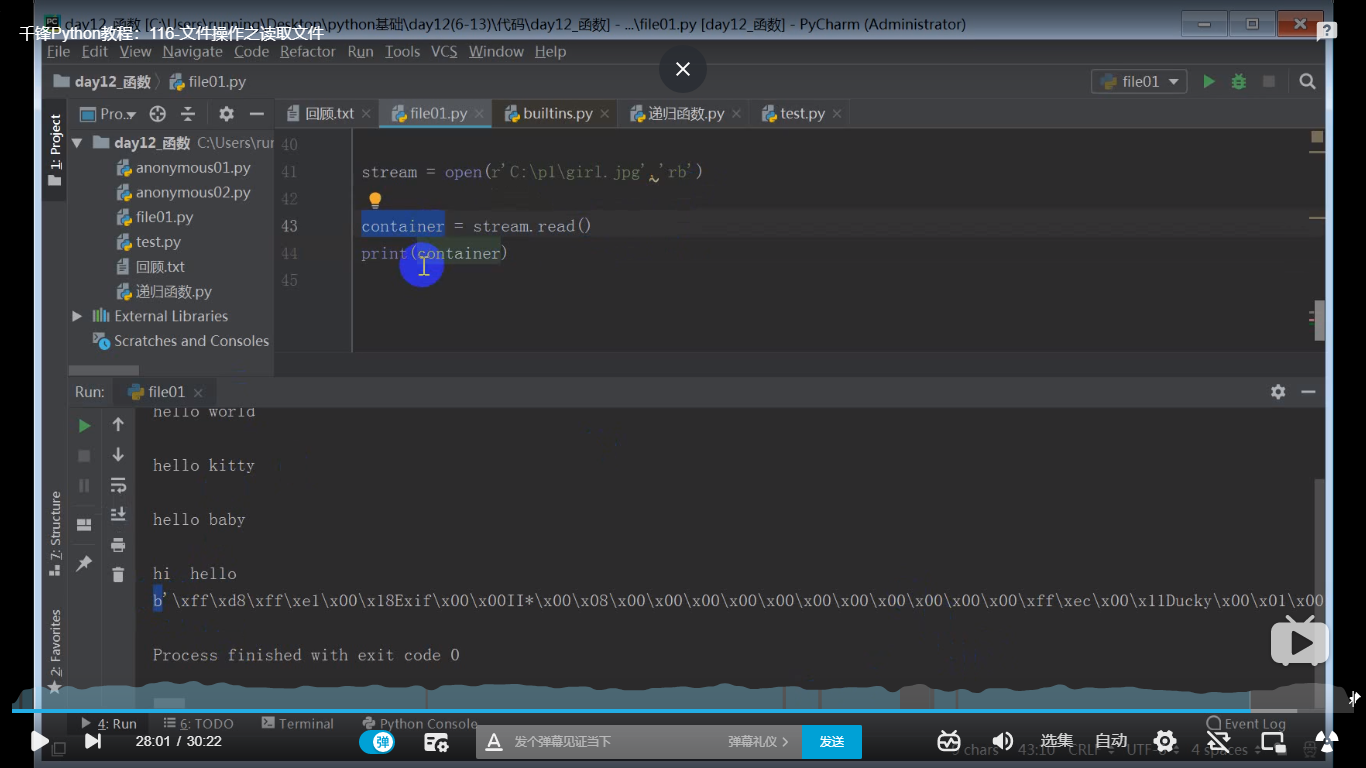 day12_函数 [C:\Users\running\Desktop\python基础\day12(6-13)\代码\day12_函数] - ...\file01.py [day12_函数] - PyCharm (Administrator)
千锋Python教程：116-文件操作之读取文件
File Edit View Navigate Code Refactor Run Tools VCS Window Help
day12_函数 file01.py
file01
1: Project
Pro...
回顾.txt file01.py builtins.py 递归函数.py test.py
day12_函数 C:\Users\rur
anonymous01.py
anonymous02.py
file01.py
test.py
回顾.txt
递归函数.py
External Libraries
Scratches and Consoles
40
41 stream = open(r'C:\p1\girl.jpg','rb')
42
43 container = stream.read()
44 print(container)
45
Run: file01
hello world
hello kitty
hello baby
hi  hello
b'\xff\xd8\xff\xe1\x00\x18Exif\x00\x00II*\x00\x08\x00\x00\x00\x00\x00\x00\x00\x00\x00\x00\x00\xff\xec\x00\x11Ducky\x00\x01\x00
Process finished with exit code 0
7: Structure
2: Favorites
4: Run 6: TODO Terminal Python Console Event Log
28:01 / 30:22
弹
发个弹幕见证当下 弹幕礼仪 发送
选集 自动
9 chars 43:10 CRLF UTF-8 4 spaces